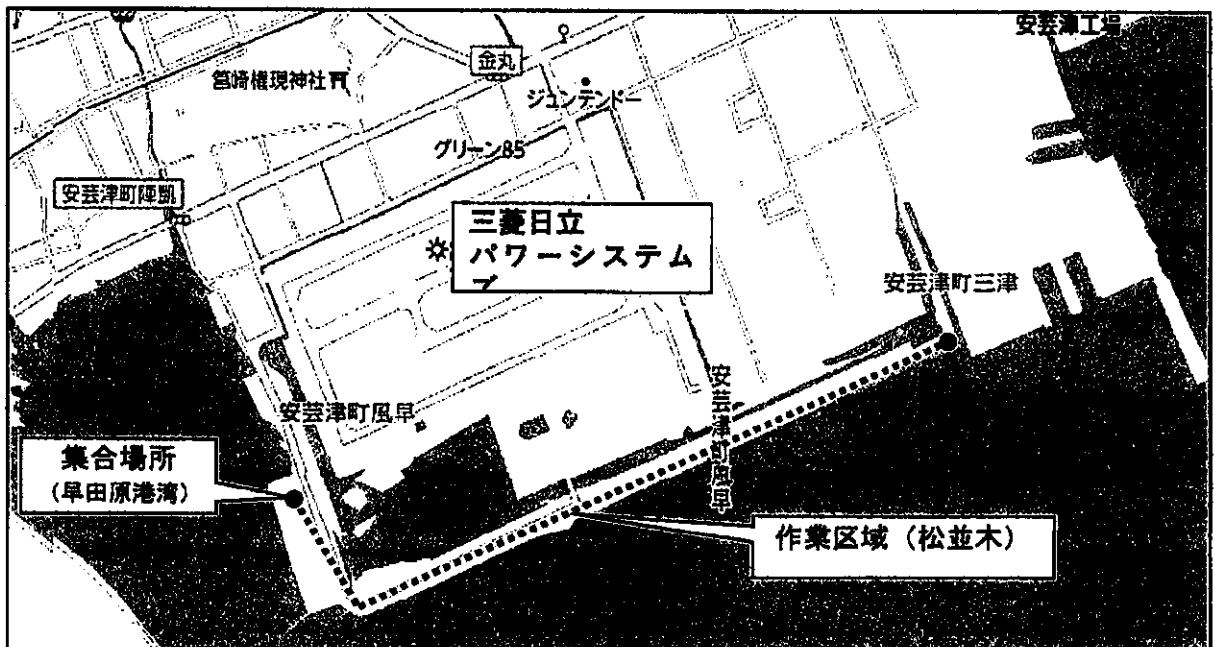 安芸津工場
金丸
筥崎権現神社
ジュンテンドー
グリーン85
安芸津町陣凱
三菱日立
パワーシステム
ズ
安芸津町三津
安芸津町風早
安芸津町風早
集合場所
（早田原港湾）
作業区域（松並木）